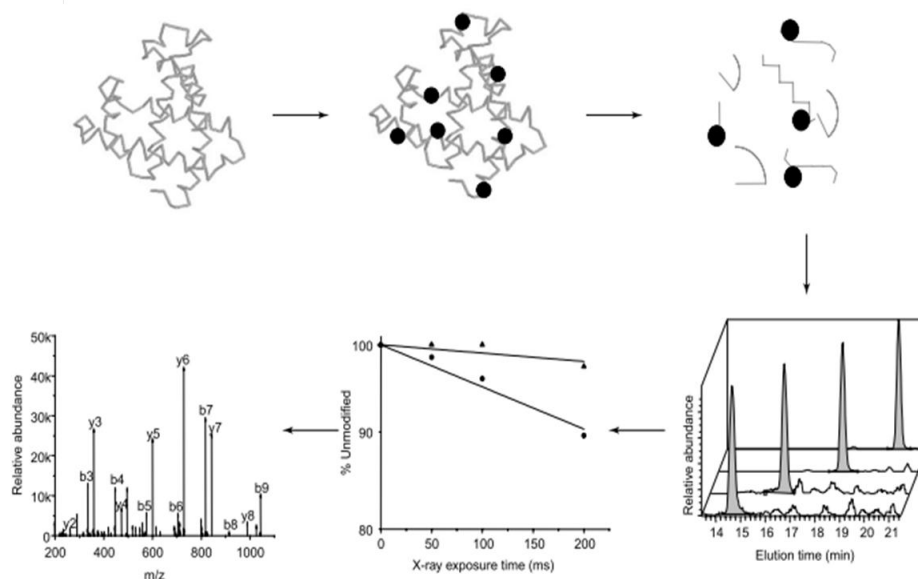 50k
40k
30k
20k
10k
0
Relative abundance
y2
b3
y3
b4
y4
b5
y5
b6
y6
b7
y7
b8
y8
b9
200 400 600 800 1000
m/z
100
90
80
% Unmodified
0 50 100 150 200
X-ray exposure time (ms)
Relative abundance
14 15 16 17 18 19 20 21
Elution time (min)